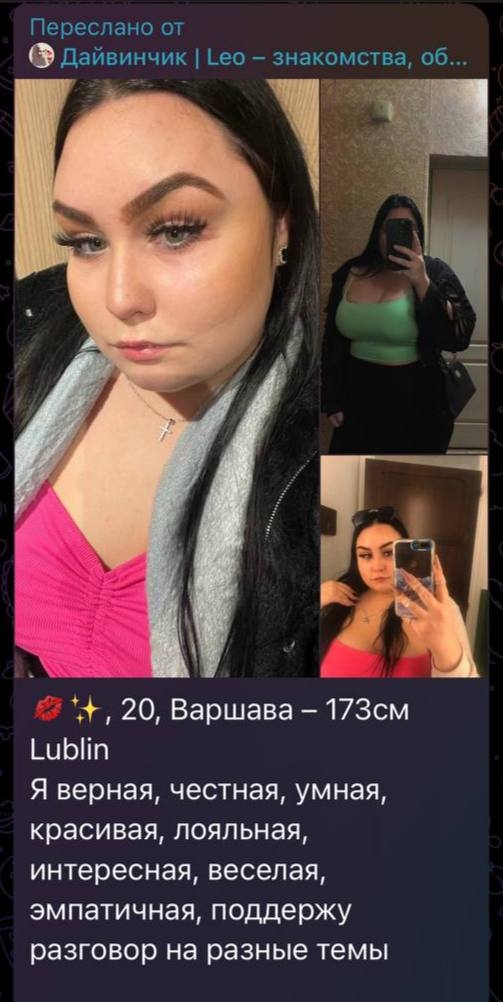 Переслано от
Дайвинчик | Leo – знакомства, об...
💋✨, 20, Варшава – 173см
Lublin
Я верная, честная, умная,
красивая, лояльная,
интересная, веселая,
эмпатичная, поддержу
разговор на разные темы